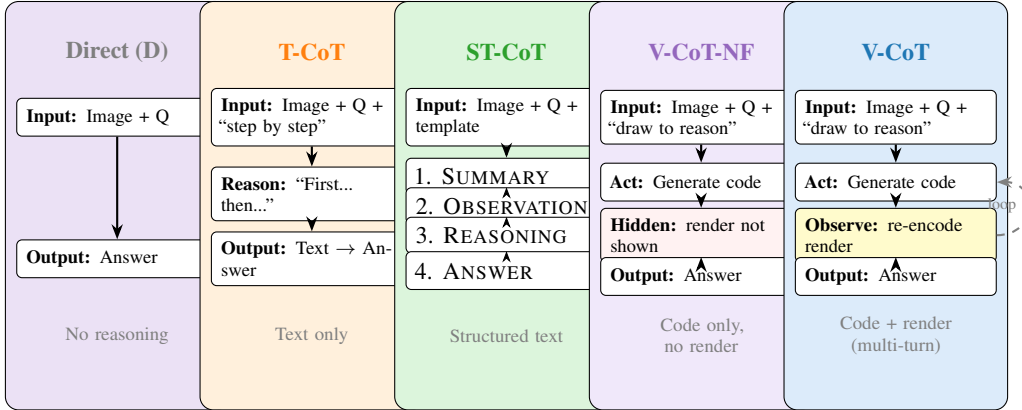 Direct (D)
Input: Image + Q
Output: Answer
No reasoning
T-CoT
Input: Image + Q +
“step by step”
Reason: “First...
then...”
Output: Text → An-
swer
Text only
ST-CoT
Input: Image + Q +
template
1. SUMMARY
2. OBSERVATION
3. REASONING
4. ANSWER
Structured text
V-CoT-NF
Input: Image + Q +
“draw to reason”
Act: Generate code
Hidden: render not
shown
Output: Answer
Code only,
no render
V-CoT
Input: Image + Q +
“draw to reason”
Act: Generate code
loop
Observe: re-encode
render
Output: Answer
Code + render
(multi-turn)